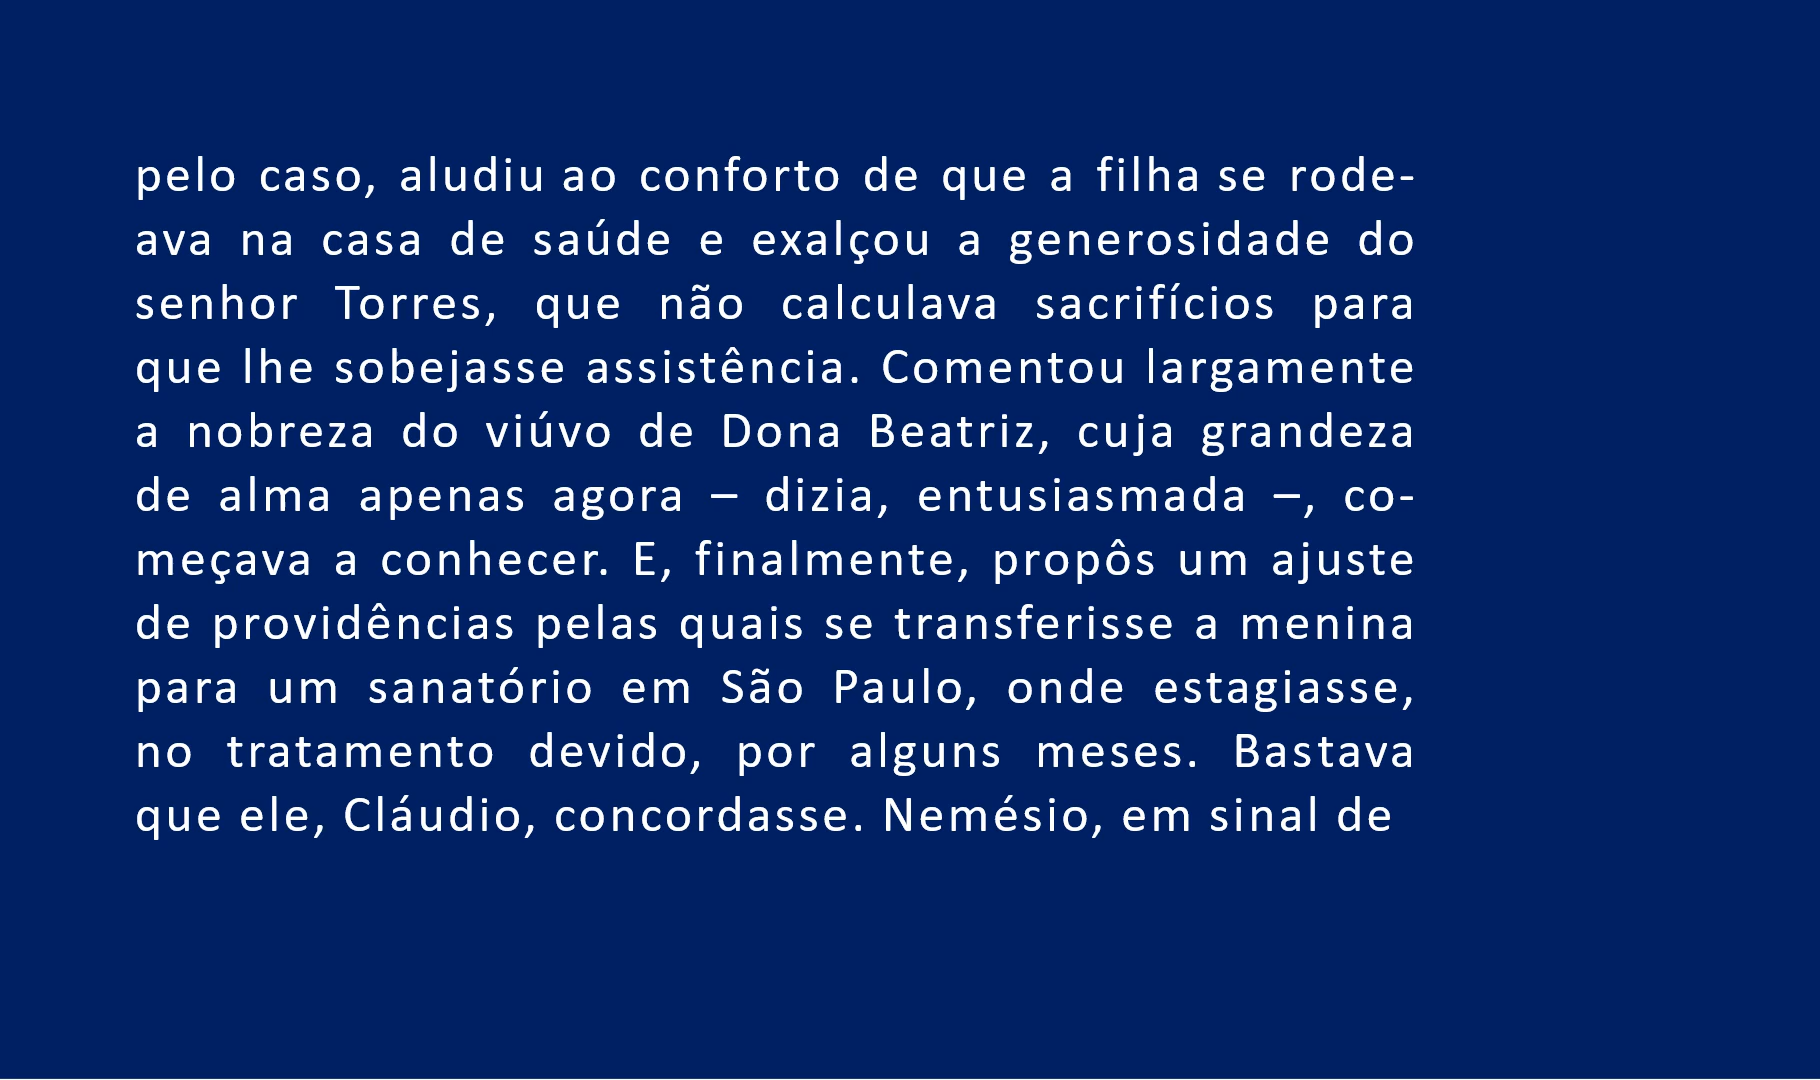 pelo caso, aludiu ao conforto de que a filha se rode-
ava na casa de saúde e exalçou a generosidade do
senhor Torres, que não calculava sacrifícios para
que lhe sobejasse assistência. Comentou largamente
a nobreza do viúvo de Dona Beatriz, cuja grandeza
de alma apenas agora – dizia, entusiasmada –, co-
meçava a conhecer. E, finalmente, propôs um ajuste
de providências pelas quais se transferisse a menina
para um sanatório em São Paulo, onde estagiasse,
no tratamento devido, por alguns meses. Bastava
que ele, Cláudio, concordasse. Nemésio, em sinal de